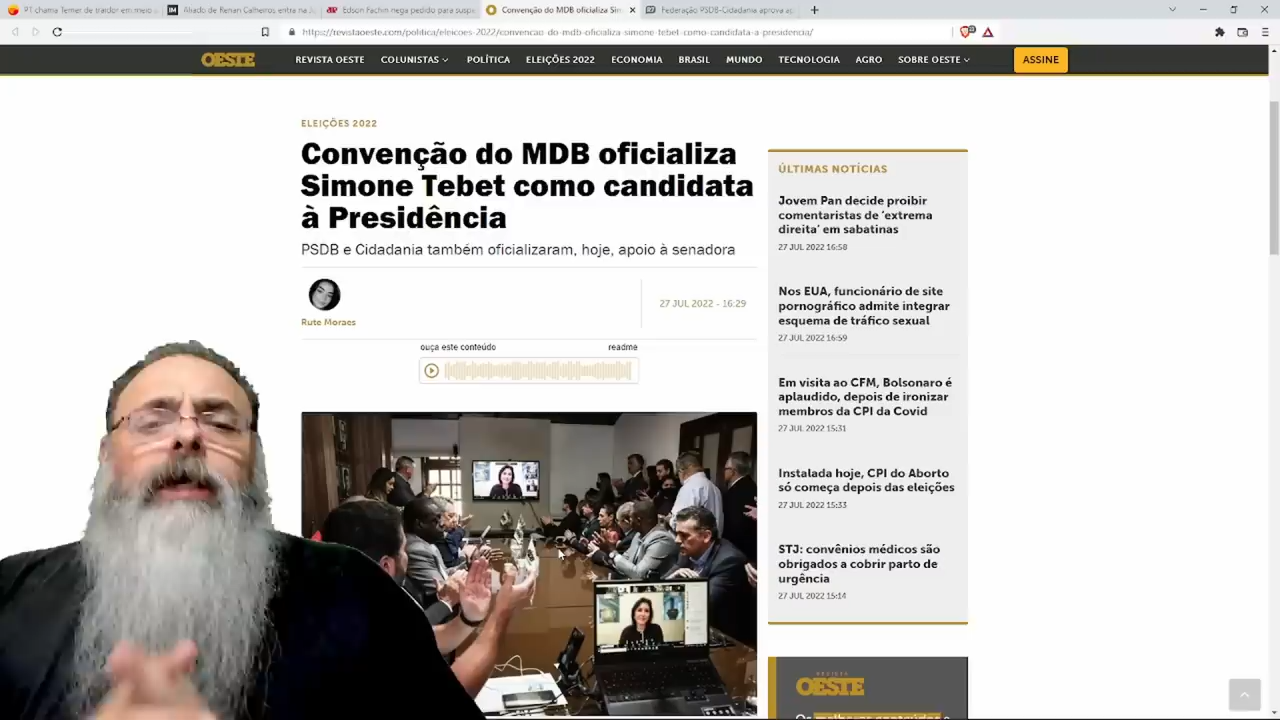 PT chama Temer de traidor em meio a
Aliado de Renan Calheiros entra na Ju
Edson Fachin nega pedido para suspe
Convenção do MDB oficializa Sim
Federação PSDB-Cidadania aprova ap
https://revistaoeste.com/politica/eleicoes-2022/convencao-do-mdb-oficializa-simone-tebet-como-candidata-a-presidencia/
OESTE
REVISTA OESTE
COLUNISTAS
POLÍTICA
ELEIÇÕES 2022
ECONOMIA
BRASIL
MUNDO
TECNOLOGIA
AGRO
SOBRE OESTE
ASSINE
ELEIÇÕES 2022
Convenção do MDB oficializa
Simone Tebet como candidata
à Presidência
PSDB e Cidadania também oficializaram, hoje, apoio à senadora
Rute Moraes
27 JUL 2022 - 16:29
ouça este conteúdo
readme
ÚLTIMAS NOTÍCIAS
Jovem Pan decide proibir
comentaristas de 'extrema
direita' em sabatinas
27 JUL 2022 16:58
Nos EUA, funcionário de site
pornográfico admite integrar
esquema de tráfico sexual
27 JUL 2022 16:59
Em visita ao CFM, Bolsonaro é
aplaudido, depois de ironizar
membros da CPI da Covid
27 JUL 2022 15:31
Instalada hoje, CPI do Aborto
só começa depois das eleições
27 JUL 2022 15:33
STJ: convênios médicos são
obrigados a cobrir parto de
urgência
27 JUL 2022 15:14
REVISTA
OESTE